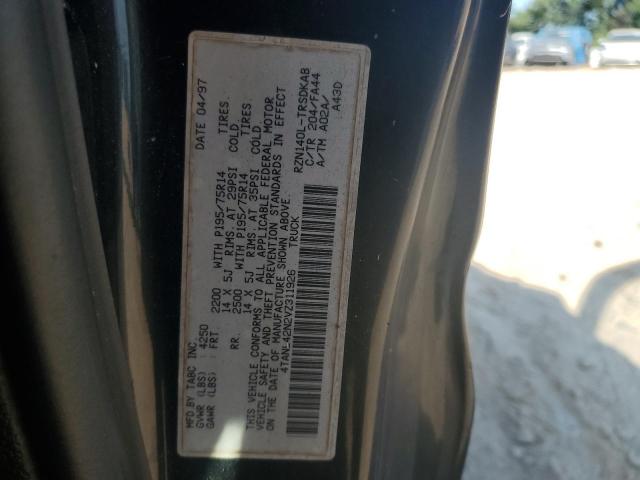 MFD.BY TABC INC. DATE 04/97
GVWR (LBS) 4250
GAWR (LBS) FRT. 2200 WITH P195/75R14 TIRES
14 X 5J RIMS. AT 29PSI COLD
RR. 2500 WITH P195/75R14 TIRES
14 X 5J RIMS. AT 35PSI COLD
THIS VEHICLE CONFORMS TO ALL APPLICABLE FEDERAL MOTOR
VEHICLE SAFETY AND THEFT PREVENTION STANDARDS IN EFFECT
ON THE DATE OF MANUFACTURE SHOWN ABOVE.
4TANL42N2VZ311926 TRUCK
RZN140L-TRSDKAB
C/TR 204/FA44
A/TM A02A/
A43D